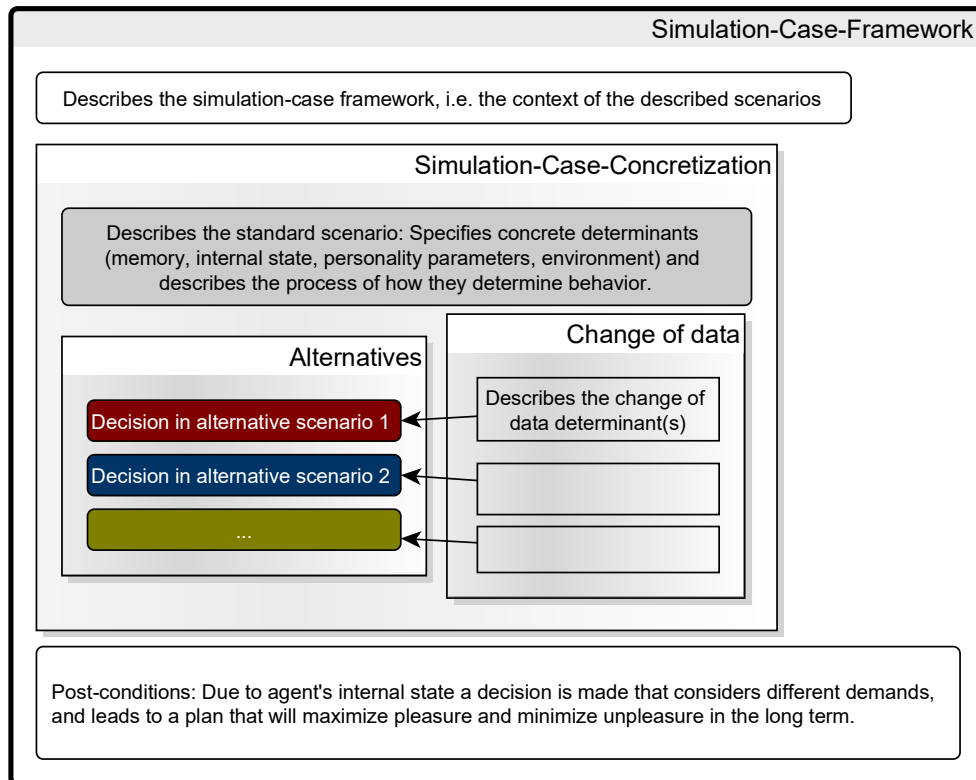 Simulation-Case-Framework
Describes the simulation-case framework, i.e. the context of the described scenarios
Simulation-Case-Concretization
Describes the standard scenario: Specifies concrete determinants
(memory, internal state, personality parameters, environment) and
describes the process of how they determine behavior.
Alternatives
Decision in alternative scenario 1
Decision in alternative scenario 2
...
Change of data
Describes the change of
data determinant(s)
Post-conditions: Due to agent's internal state a decision is made that considers different demands,
and leads to a plan that will maximize pleasure and minimize unpleasure in the long term.